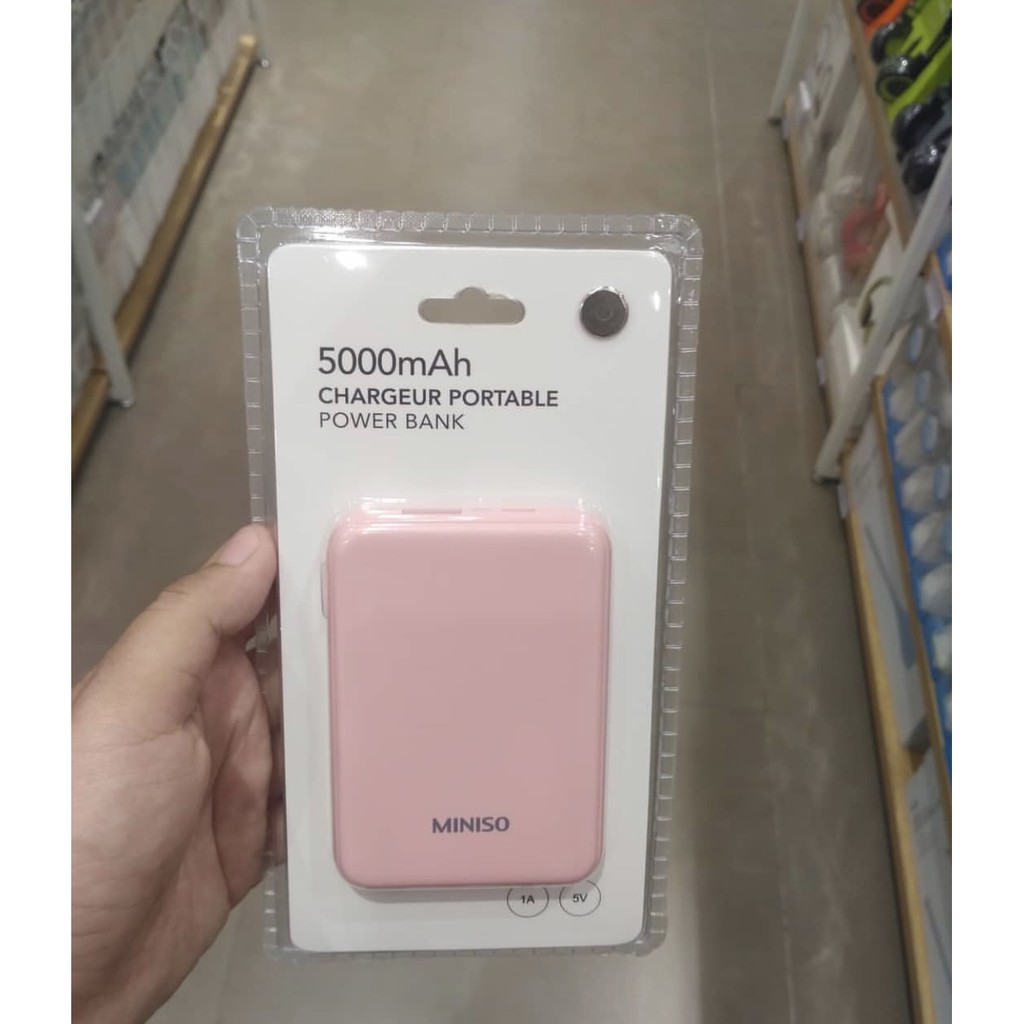 5000mAh
CHARGEUR PORTABLE
POWER BANK
MINISO
1A 5V